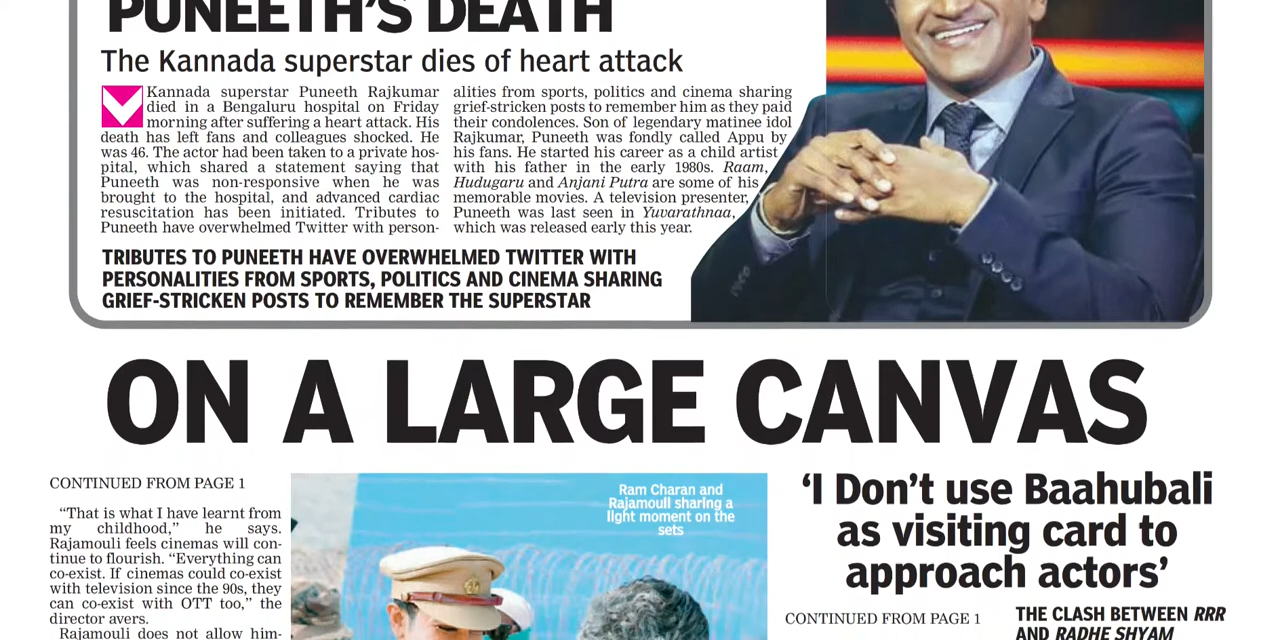 PUNEETH'S DEATH
The Kannada superstar dies of heart attack
Kannada superstar Puneeth Rajkumar
died in a Bengaluru hospital on Friday
morning after suffering a heart attack. His
death has left fans and colleagues shocked. He
was 46. The actor had been taken to a private hos-
pital, which shared a statement saying that
Puneeth was non-responsive when he was
brought to the hospital, and advanced cardiac
resuscitation has been initiated. Tributes to
Puneeth have overwhelmed Twitter with person-
alities from sports, politics and cinema sharing
grief-stricken posts to remember him as they paid
their condolences. Son of legendary matinee idol
Rajkumar, Puneeth was fondly called Appu by
his fans. He started his career as a child artist
with his father in the early 1980s. Raam,
Hudugaru and Anjani Putra are some of his
memorable movies. A television presenter,
Puneeth was last seen in Yuvarathnaa,
which was released early this year.
TRIBUTES TO PUNEETH HAVE OVERWHELMED TWITTER WITH
PERSONALITIES FROM SPORTS, POLITICS AND CINEMA SHARING
GRIEF-STRICKEN POSTS TO REMEMBER THE SUPERSTAR
ON A LARGE CANVAS
CONTINUED FROM PAGE 1
"That is what I have learnt from
my childhood," he says.
Rajamouli feels cinemas will con-
tinue to flourish. "Everything can
co-exist. If cinemas could co-exist
with television since the 90s, they
can co-exist with OTT too," the
director avers.
Rajamouli does not allow him-
Ram Charan and
Rajamouli sharing a
light moment on the
sets
'I Don't use Baahubali
as visiting card to
approach actors'
CONTINUED FROM PAGE 1
THE CLASH BETWEEN RRR
AND RADHE SHYAM